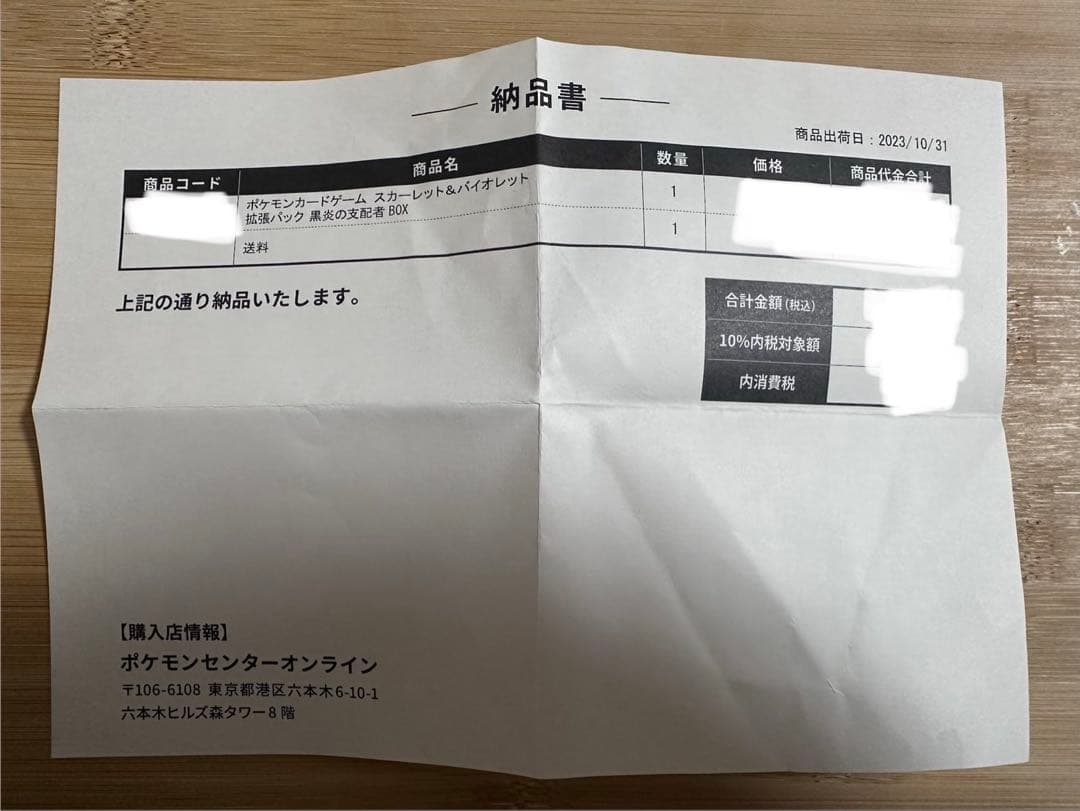 納品書
商品出荷日：2023/10/31
商品コード 商品名 数量 価格 商品代金合計
ポケモンカードゲーム スカーレット＆バイオレット 1
拡張パック 黒炎の支配者 BOX
送料 1
上記の通り納品いたします。
合計金額(税込)
10%内税対象額
内消費税
【購入店情報】
ポケモンセンターオンライン
〒106-6108 東京都港区六本木6-10-1
六本木ヒルズ森タワー8階